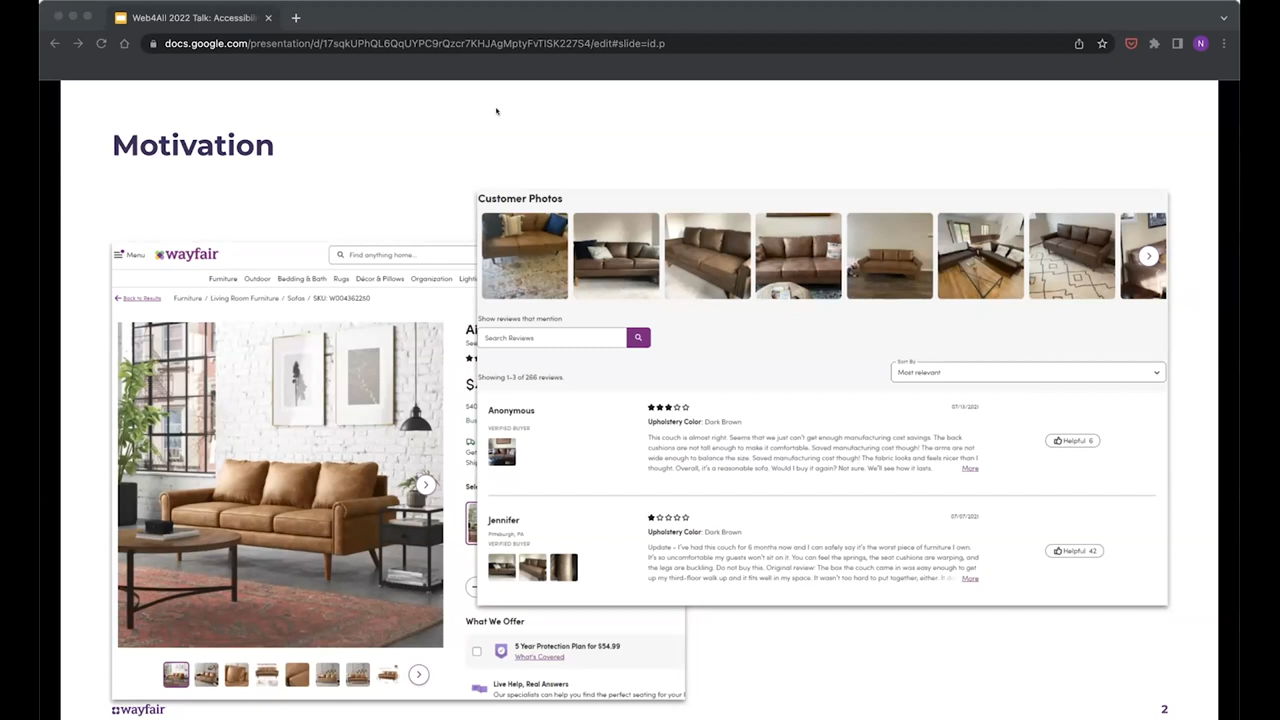 Web4All 2022 Talk: Accessibil
docs.google.com/presentation/d/17sqkUPhQL6QqUYPC9rQzcr7KHJAgMptyFvTlSK227S4/edit#slide=id.p
N
Motivation
Menu
wayfair
Find anything home...
Furniture Outdoor Bedding & Bath Rugs Décor & Pillows Organization
Back to Results
Furniture / Living Room Furniture / Sofas / SKU: W004362260
What We Offer
5 Year Protection Plan for $54.99
What's Covered
Live Help, Real Answers
Our specialists can help you find the perfect seating for your
Customer Photos
Show reviews that mention
Search Reviews
Showing 1-3 of 266 reviews.
Sort By
Most relevant
Anonymous
VERIFIED BUYER
07/15/2021
Upholstery Color: Dark Brown
This couch is almost right. Seems that we just can't get enough manufacturing cost savings. The back
cushions are not tall enough to make it comfortable. Saved manufacturing cost though! The arms are not
wide enough to balance the size. Saved manufacturing cost though! The fabric looks and feels nicer than I
thought. Overall, it's a reasonable sofa. Would I buy it again? Not sure. We'll see how it lasts.
More
Helpful 6
Jennifer
Pittsburgh, PA
VERIFIED BUYER
07/07/2021
Upholstery Color: Dark Brown
Update - I've had this couch for 6 months now and I can safely say it's the worst piece of furniture I own.
It's so uncomfortable my guests won't sit on it. You can feel the springs, the seat cushions are warping, and
the legs are buckling. Do not buy this. Original review: The box the couch came in was easy enough to get
up my third-floor walk up and it fits well in my space. It wasn't too hard to put together, either.
More
Helpful 42
wayfair
2